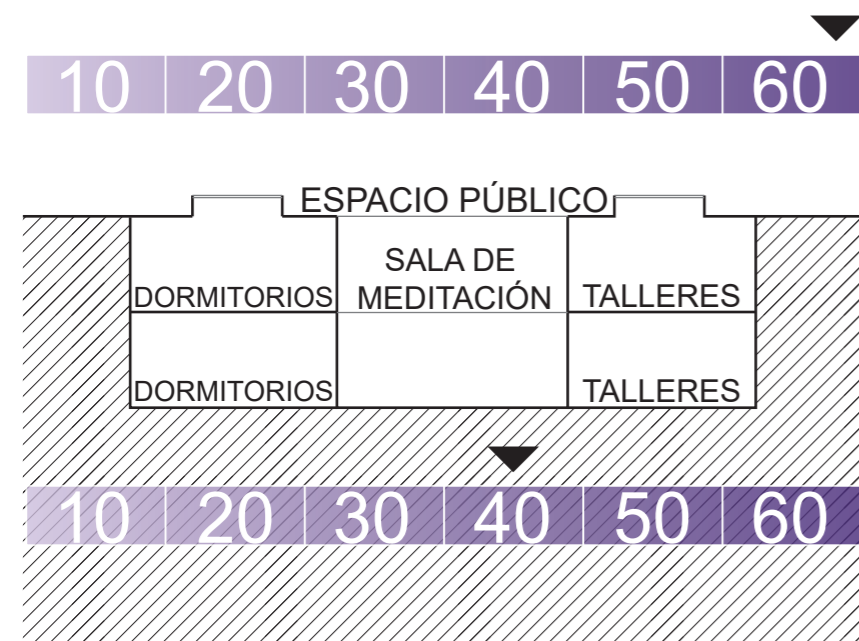 10 20 30 40 50 60
ESPACIO PÚBLICO
SALA DE
MEDITACIÓN
DORMITORIOS
TALLERES
DORMITORIOS
TALLERES
10 20 30 40 50 60